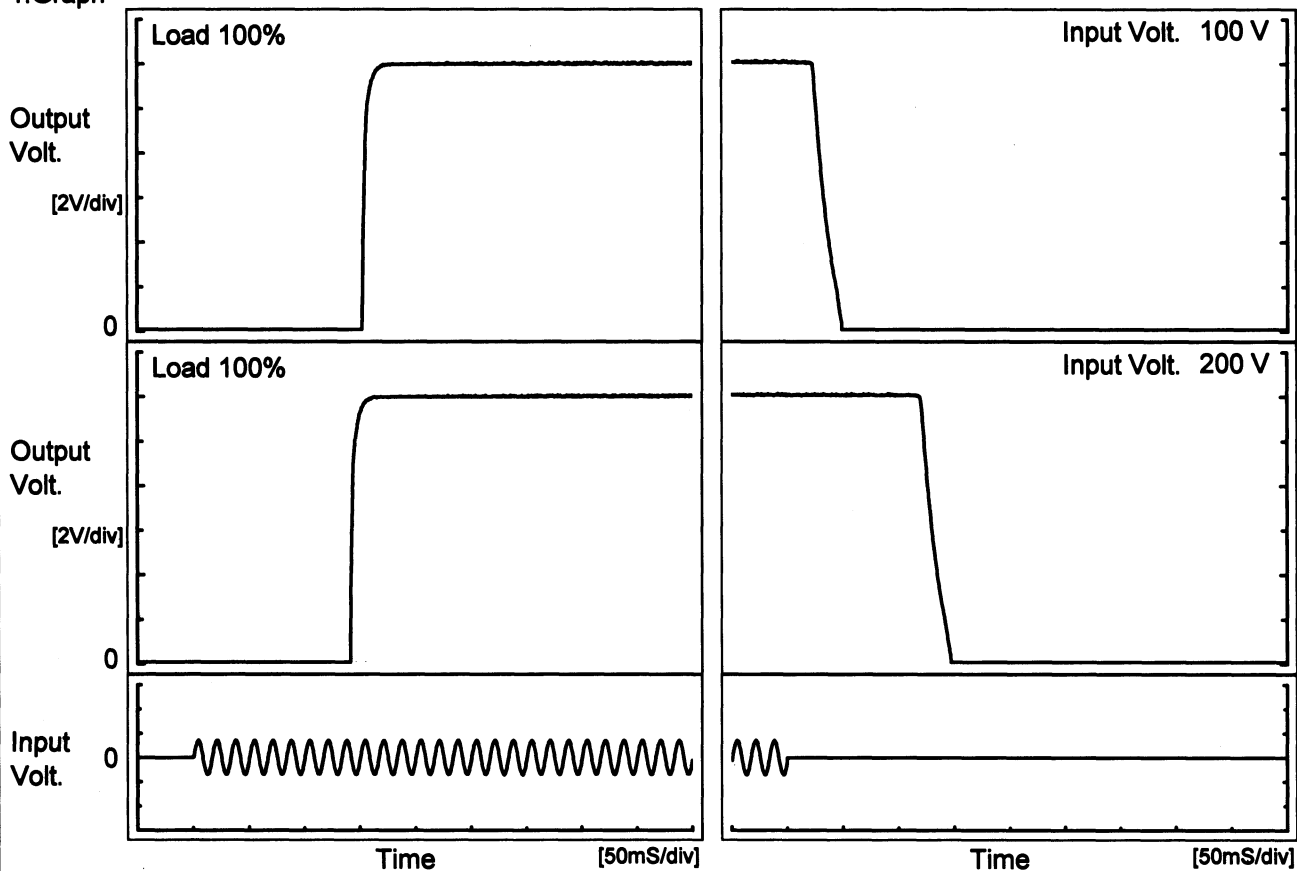 Load 100%
Input Volt. 100 V
Output
Volt.
[2V/div]
0
Load 100%
Input Volt. 200 V
Output
Volt.
[2V/div]
0
Input
Volt.
0
Time
[50mS/div]
Time
[50mS/div]